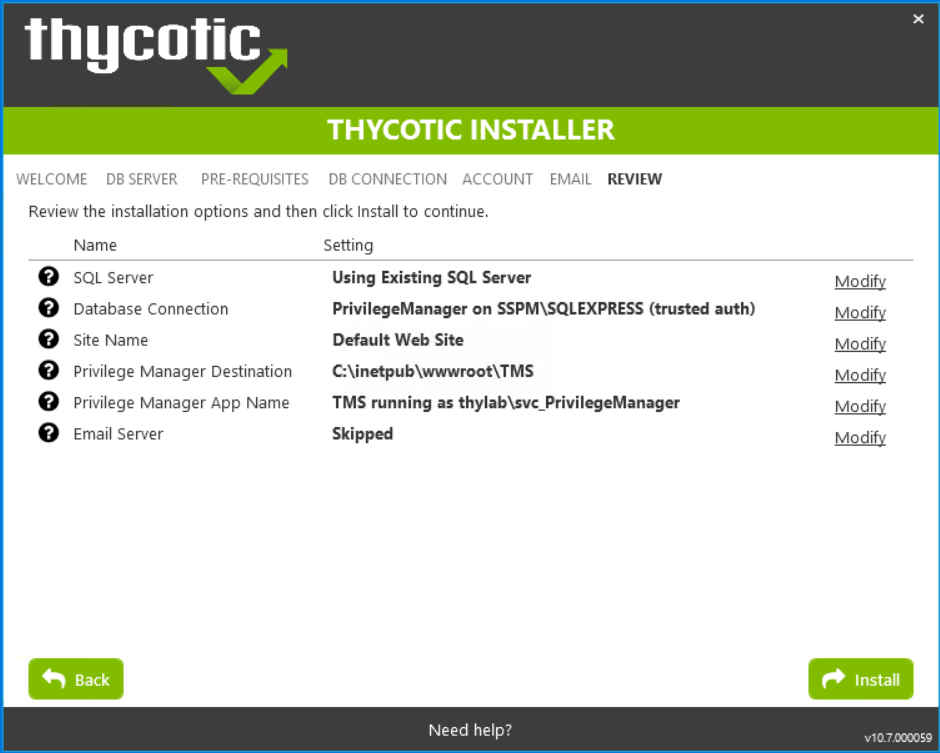 thycotic
THYCOTIC INSTALLER
WELCOME DB SERVER PRE-REQUISITES DB CONNECTION ACCOUNT EMAIL REVIEW
Review the installation options and then click Install to continue.
Name Setting
SQL Server Using Existing SQL Server Modify
Database Connection PrivilegeManager on SSPM\SQLEXPRESS (trusted auth) Modify
Site Name Default Web Site Modify
Privilege Manager Destination C:\inetpub\wwwroot\TMS Modify
Privilege Manager App Name TMS running as thylab\svc_PrivilegeManager Modify
Email Server Skipped Modify
Back Install
Need help?
v10.7.000059